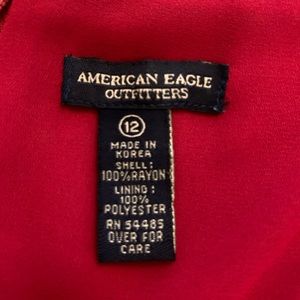 AMERICAN EAGLE
OUTFITTERS
12
MADE IN
KOREA
SHELL:
100%RAYON
LINING:
100%
POLYESTER
RN 54485
OVER FOR
CARE